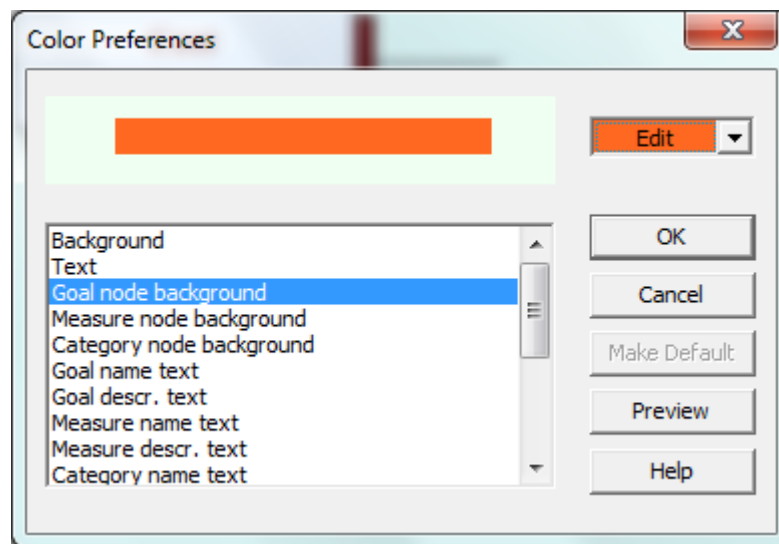 Color Preferences
Edit
Background
Text
Goal node background
Measure node background
Category node background
Goal name text
Goal descr. text
Measure name text
Measure descr. text
Category name text
OK
Cancel
Make Default
Preview
Help